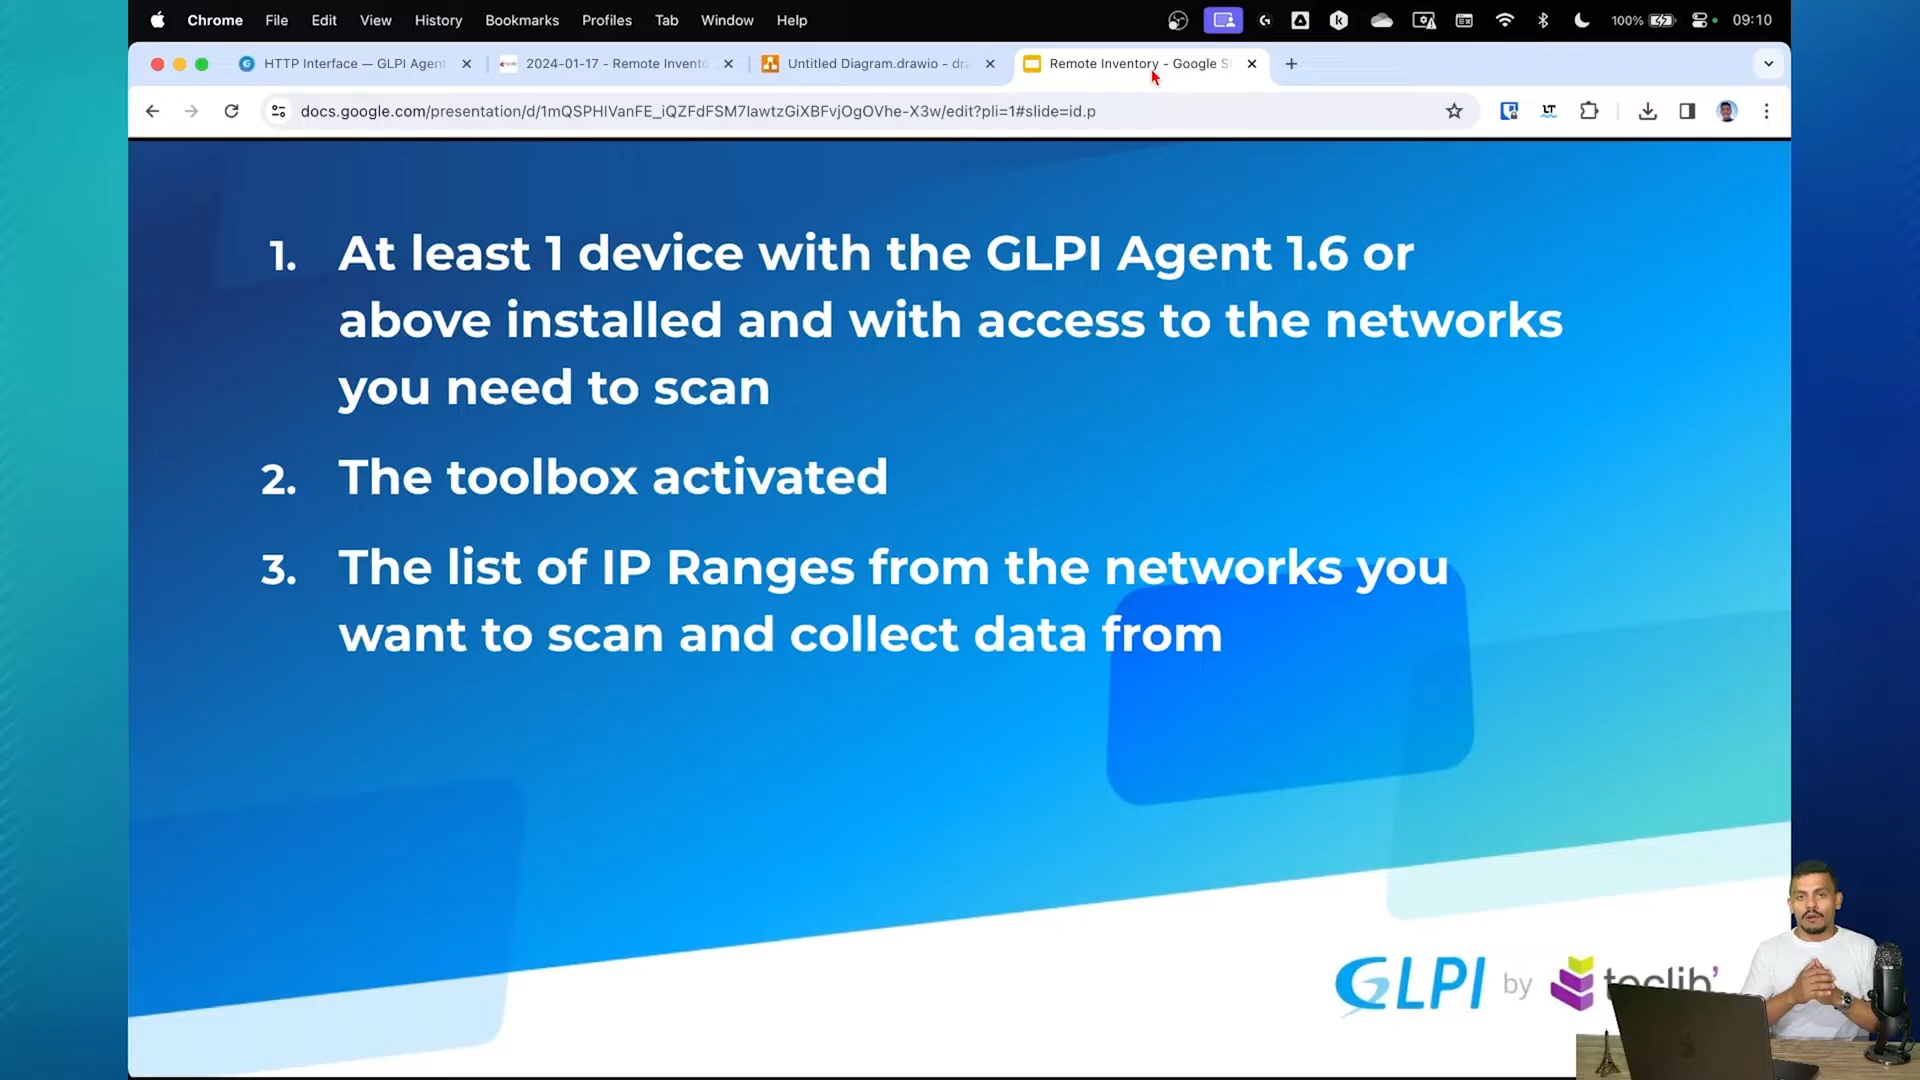 Chrome File Edit View History Bookmarks Profiles Tab Window Help 100% 09:10
HTTP Interface — GLPI Agent 2024-01-17 - Remote Invento Untitled Diagram.drawio - dra Remote Inventory - Google S
docs.google.com/presentation/d/1mQSPHIVanFE_iQZFdFSM7IawtzGiXBFvjOgOVhe-X3w/edit?pli=1#slide=id.p
1. At least 1 device with the GLPI Agent 1.6 or
above installed and with access to the networks
you need to scan
2. The toolbox activated
3. The list of IP Ranges from the networks you
want to scan and collect data from
GLPI by teclib'